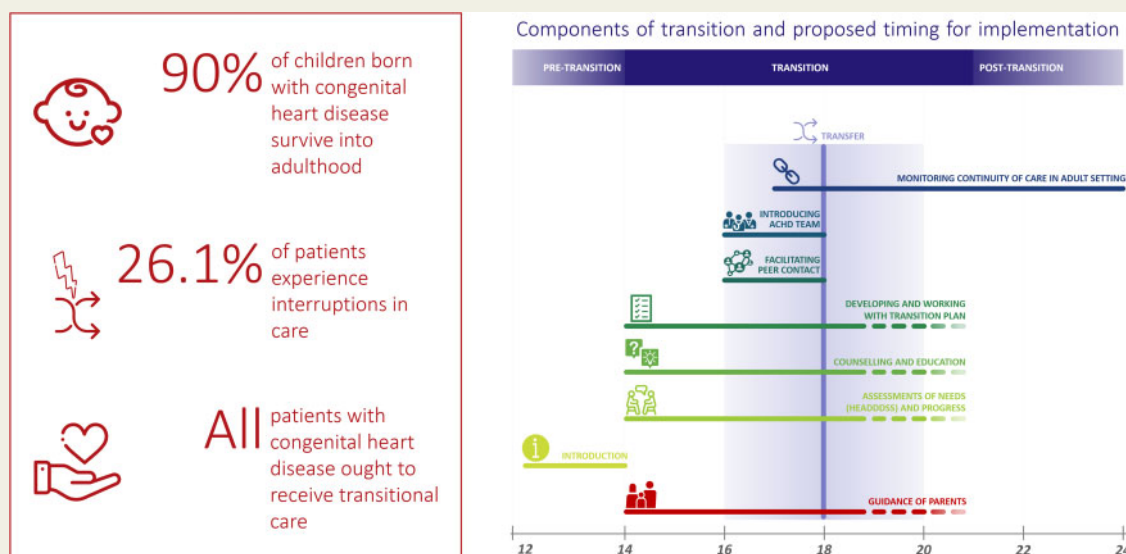 90%
of children born
with congenital
heart disease
survive into
adulthood
26.1%
of patients
experience
interruptions in
care
All
patients with
congenital heart
disease ought to
receive transitional
care
Components of transition and proposed timing for implementation
PRE-TRANSITION TRANSITION POST-TRANSITION
TRANSFER
MONITORING CONTINUITY OF CARE IN ADULT SETTING
INTRODUCING
ACHD TEAM
FACILITATING
PEER CONTACT
DEVELOPING AND WORKING
WITH TRANSITION PLAN
COUNSELLING AND EDUCATION
ASSESSMENTS OF NEEDS
(HEADDOSS) AND PROGRESS
i INTRODUCTION
GUIDANCE OF PARENTS
12 14 16 18 20 22 24